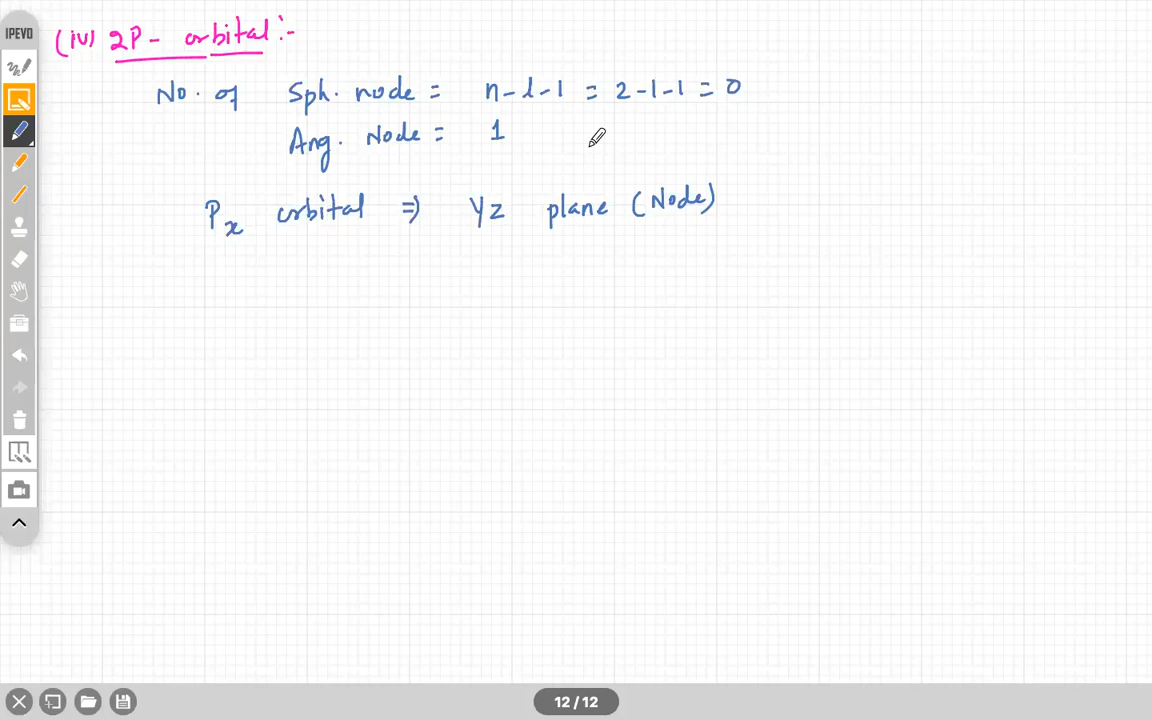 IPEVO
(iv) 2P- orbital :-
No. of Sph. node = n-l-1 = 2-1-1 = 0
Ang. Node = 1
Px orbital ⇒ YZ plane (Node)
12 / 12